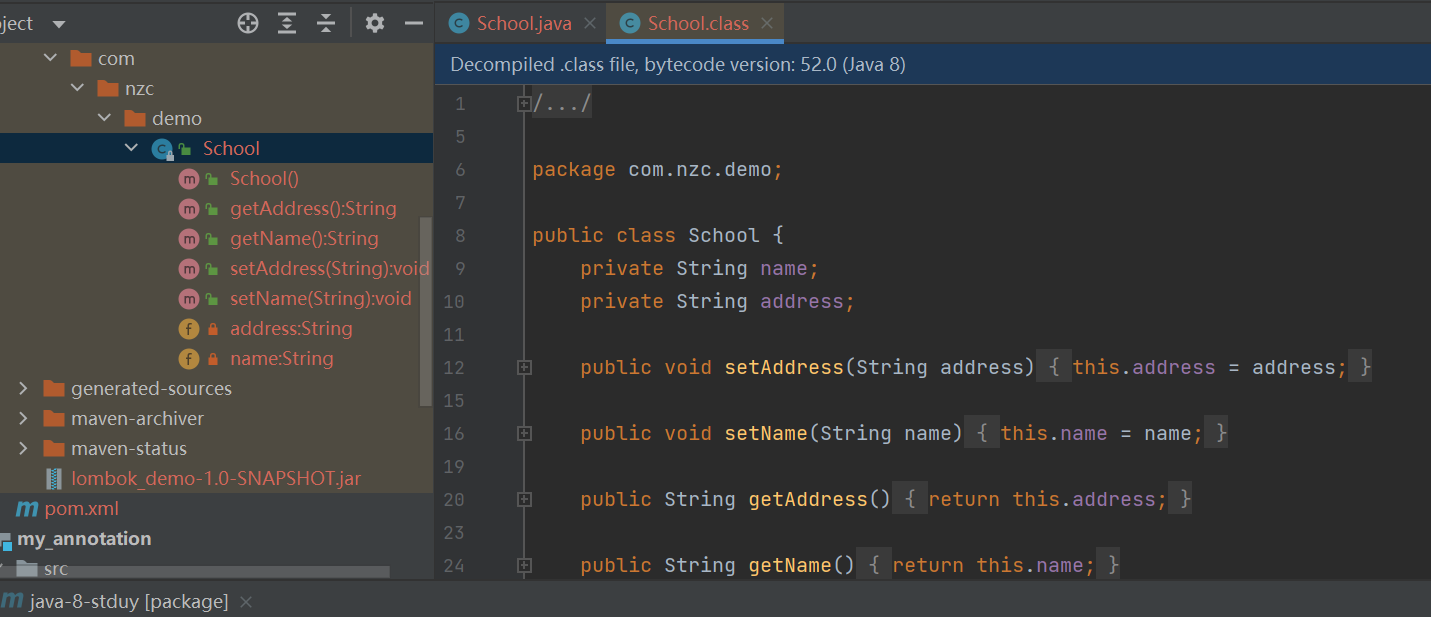 ject
com
nzc
demo
School
School()
getAddress():String
getName():String
setAddress(String):void
setName(String):void
address:String
name:String
generated-sources
maven-archiver
maven-status
lombok_demo-1.0-SNAPSHOT.jar
pom.xml
my_annotation
src
School.java
School.class
Decompiled .class file, bytecode version: 52.0 (Java 8)
1 /.../
5
6 package com.nzc.demo;
7
8 public class School {
9 private String name;
10 private String address;
11
12 public void setAddress(String address) { this.address = address; }
15
16 public void setName(String name) { this.name = name; }
19
20 public String getAddress() { return this.address; }
23
24 public String getName() { return this.name; }
java-8-stduy [package]